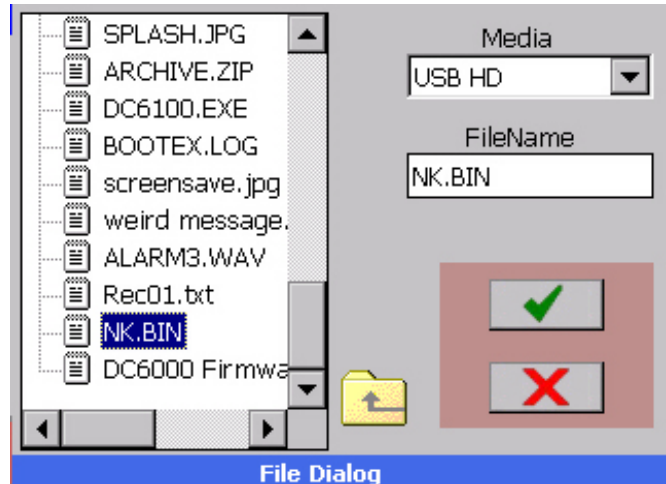 SPLASH.JPG
ARCHIVE.ZIP
DC6100.EXE
BOOTEX.LOG
screensave.jpg
weird message.
ALARM3.WAV
Rec01.txt
NK.BIN
DC6000 Firmwa
Media
USB HD
FileName
NK.BIN
File Dialog